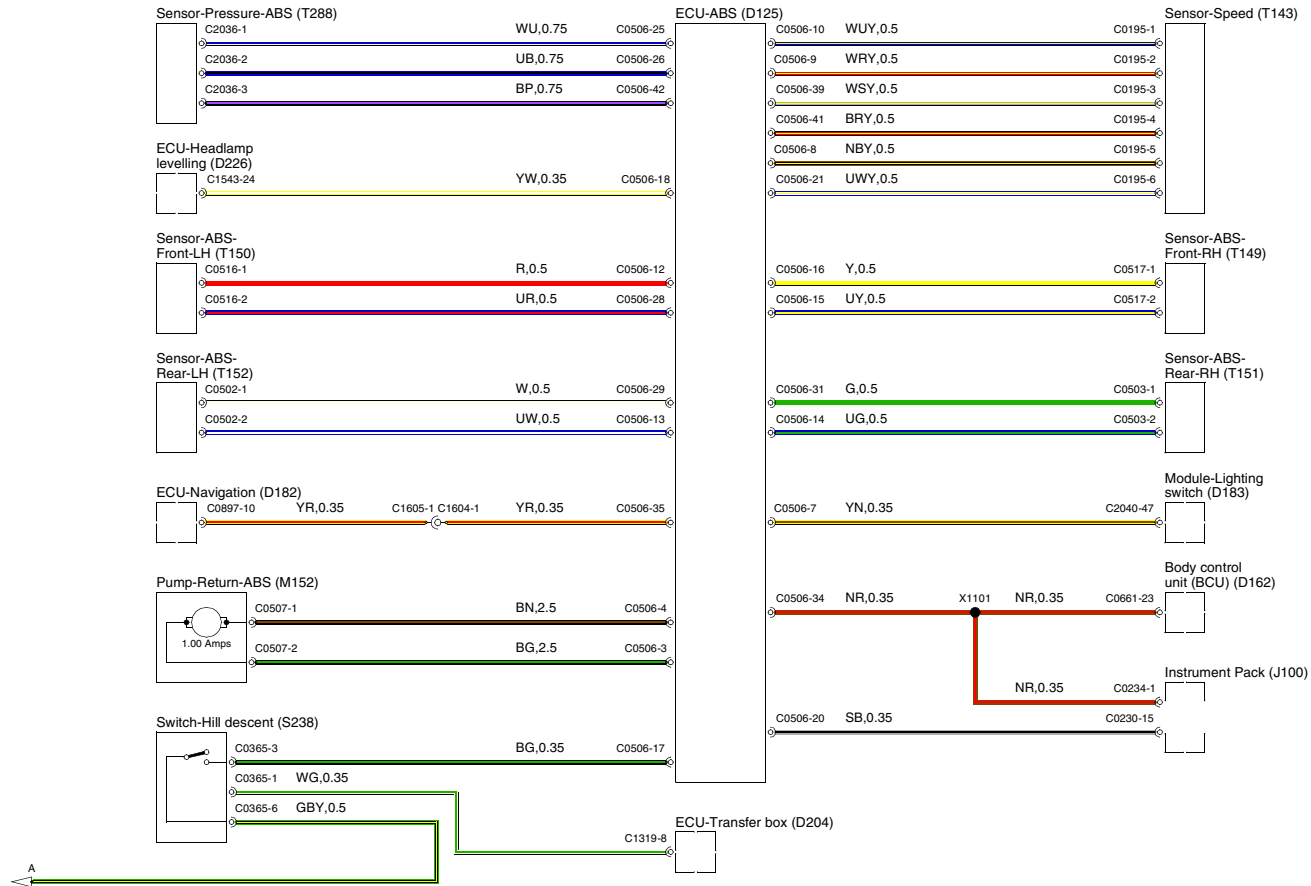 Sensor-Pressure-ABS (T288)
C2036-1 WU,0.75 C0506-25
C2036-2 UB,0.75 C0506-26
C2036-3 BP,0.75 C0506-42
ECU-Headlamp
levelling (D226)
C1543-24 YW,0.35 C0506-18
Sensor-ABS-
Front-LH (T150)
C0516-1 R,0.5 C0506-12
C0516-2 UR,0.5 C0506-28
Sensor-ABS-
Rear-LH (T152)
C0502-1 W,0.5 C0506-29
C0502-2 UW,0.5 C0506-13
ECU-Navigation (D182)
C0897-10 YR,0.35 C1605-1 C1604-1 YR,0.35 C0506-35
Pump-Return-ABS (M152)
C0507-1 BN,2.5 C0506-4
1.00 Amps
C0507-2 BG,2.5 C0506-3
Switch-Hill descent (S238)
C0365-3 BG,0.35 C0506-17
C0365-1 WG,0.35
C0365-6 GBY,0.5
A
ECU-ABS (D125)
C0506-10 WUY,0.5 C0195-1
C0506-9 WRY,0.5 C0195-2
C0506-39 WSY,0.5 C0195-3
C0506-41 BRY,0.5 C0195-4
C0506-8 NBY,0.5 C0195-5
C0506-21 UWY,0.5 C0195-6
Sensor-Speed (T143)
Sensor-ABS-
Front-RH (T149)
C0506-16 Y,0.5 C0517-1
C0506-15 UY,0.5 C0517-2
Sensor-ABS-
Rear-RH (T151)
C0506-31 G,0.5 C0503-1
C0506-14 UG,0.5 C0503-2
Module-Lighting
switch (D183)
C0506-7 YN,0.35 C2040-47
Body control
unit (BCU) (D162)
C0506-34 NR,0.35 X1101 NR,0.35 C0661-23
Instrument Pack (J100)
NR,0.35 C0234-1
C0506-20 SB,0.35 C0230-15
ECU-Transfer box (D204)
C1319-8